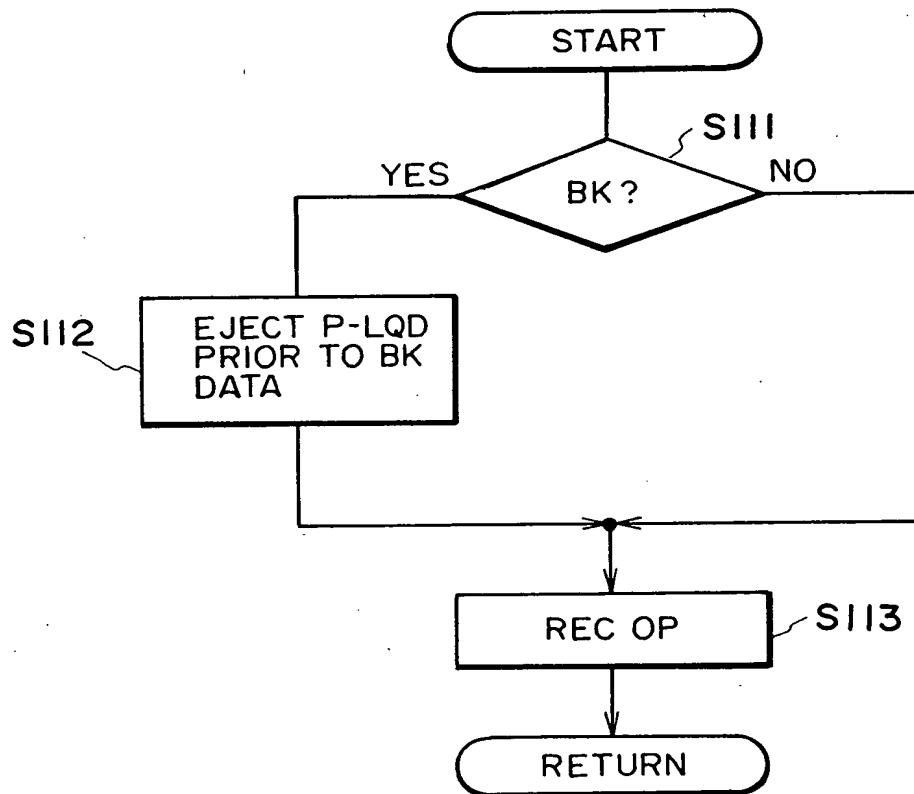 START
S111
YES
BK?
NO
S112
EJECT P-LQD
PRIOR TO BK
DATA
REC OP
S113
RETURN